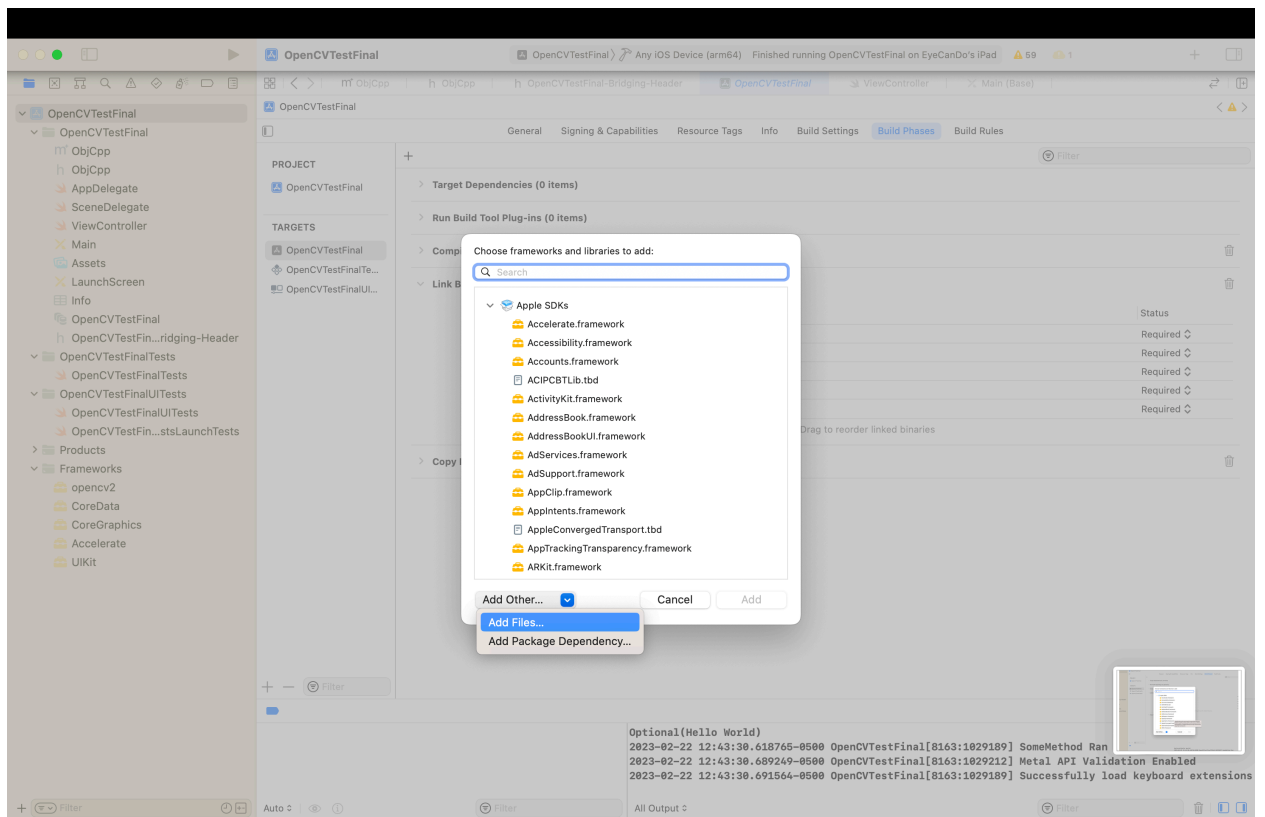 OpenCVTestFinal
OpenCVTestFinal Any iOS Device (arm64) Finished running OpenCVTestFinal on EyeCanDo's iPad 59 1
ObjCpp ObjCpp OpenCVTestFinal-Bridging-Header OpenCVTestFinal ViewController Main (Base)
OpenCVTestFinal
General Signing & Capabilities Resource Tags Info Build Settings Build Phases Build Rules
OpenCVTestFinal
OpenCVTestFinal
ObjCpp
ObjCpp
AppDelegate
SceneDelegate
ViewController
Main
Assets
LaunchScreen
Info
OpenCVTestFinal
OpenCVTestFin...ridging-Header
OpenCVTestFinalTests
OpenCVTestFinalTests
OpenCVTestFinalUITests
OpenCVTestFinalUITests
OpenCVTestFin...stsLaunchTests
Products
Frameworks
opencv2
CoreData
CoreGraphics
Accelerate
UIKit
Filter
PROJECT
OpenCVTestFinal
TARGETS
OpenCVTestFinal
OpenCVTestFinalTe...
OpenCVTestFinalUI...
Filter
Filter
Target Dependencies (0 items)
Run Build Tool Plug-ins (0 items)
Comp
Link B
Status
Required
Required
Required
Required
Required
Drag to reorder linked binaries
Copy
Choose frameworks and libraries to add:
Search
Apple SDKs
Accelerate.framework
Accessibility.framework
Accounts.framework
ACIPCBTLib.tbd
ActivityKit.framework
AddressBook.framework
AddressBookUI.framework
AdServices.framework
AdSupport.framework
AppClip.framework
AppIntents.framework
AppleConvergedTransport.tbd
AppTrackingTransparency.framework
ARKit.framework
Add Other... Cancel Add
Add Files...
Add Package Dependency...
Optional(Hello World)
2023-02-22 12:43:30.618765-0500 OpenCVTestFinal[8163:1029189] SomeMethod Ran
2023-02-22 12:43:30.689249-0500 OpenCVTestFinal[8163:1029212] Metal API Validation Enabled
2023-02-22 12:43:30.691564-0500 OpenCVTestFinal[8163:1029189] Successfully load keyboard extensions
Auto Filter All Output Filter